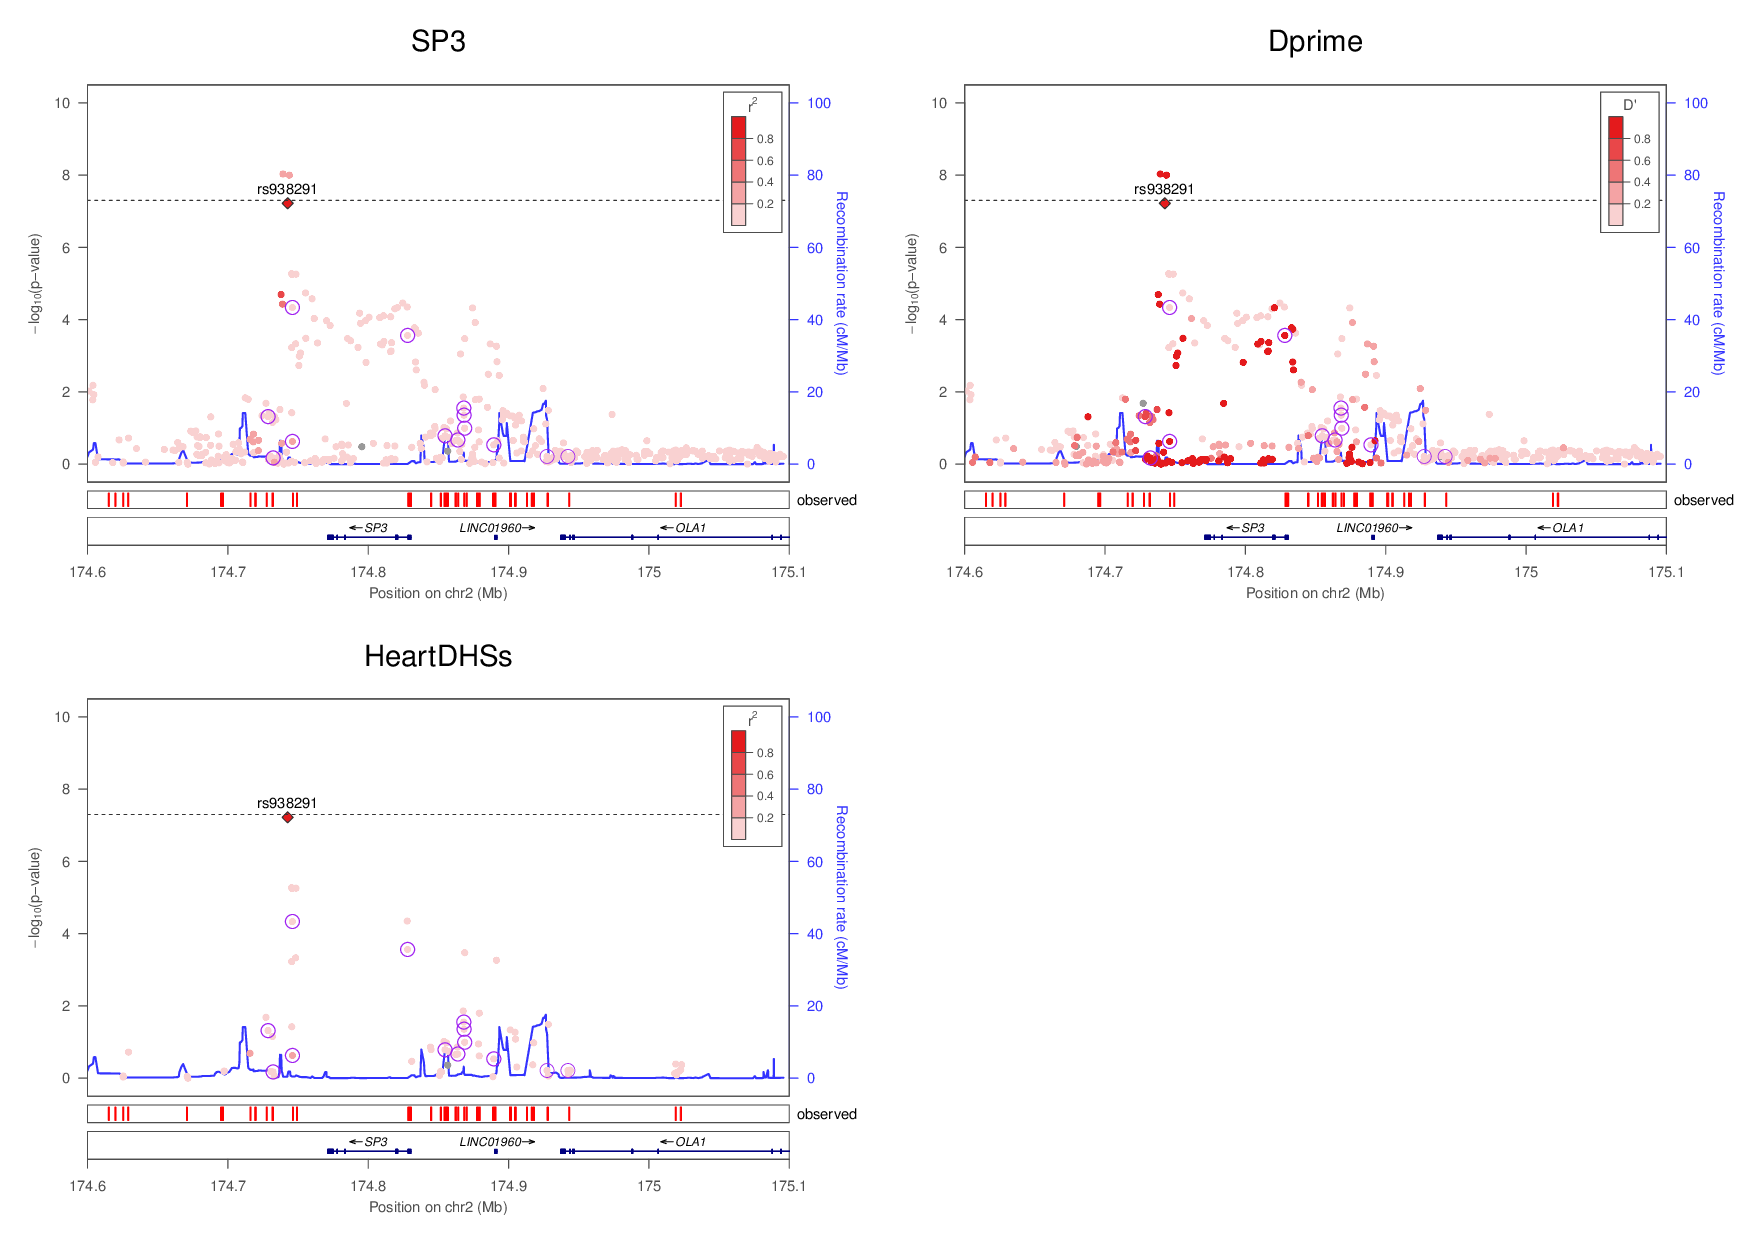 SP3
10
8
6
4
2
0
−log10(p−value)
100
80
60
40
20
0
Recombination rate (cM/Mb)
r2
0.8
0.6
0.4
0.2
rs938291
observed
←SP3
LINC01960→
←OLA1
174.6 174.7 174.8 174.9 175 175.1
Position on chr2 (Mb)
Dprime
10
8
6
4
2
0
−log10(p−value)
100
80
60
40
20
0
Recombination rate (cM/Mb)
D'
0.8
0.6
0.4
0.2
rs938291
observed
←SP3
LINC01960→
←OLA1
174.6 174.7 174.8 174.9 175 175.1
Position on chr2 (Mb)
HeartDHSs
10
8
6
4
2
0
−log10(p−value)
100
80
60
40
20
0
Recombination rate (cM/Mb)
r2
0.8
0.6
0.4
0.2
rs938291
observed
←SP3
LINC01960→
←OLA1
174.6 174.7 174.8 174.9 175 175.1
Position on chr2 (Mb)